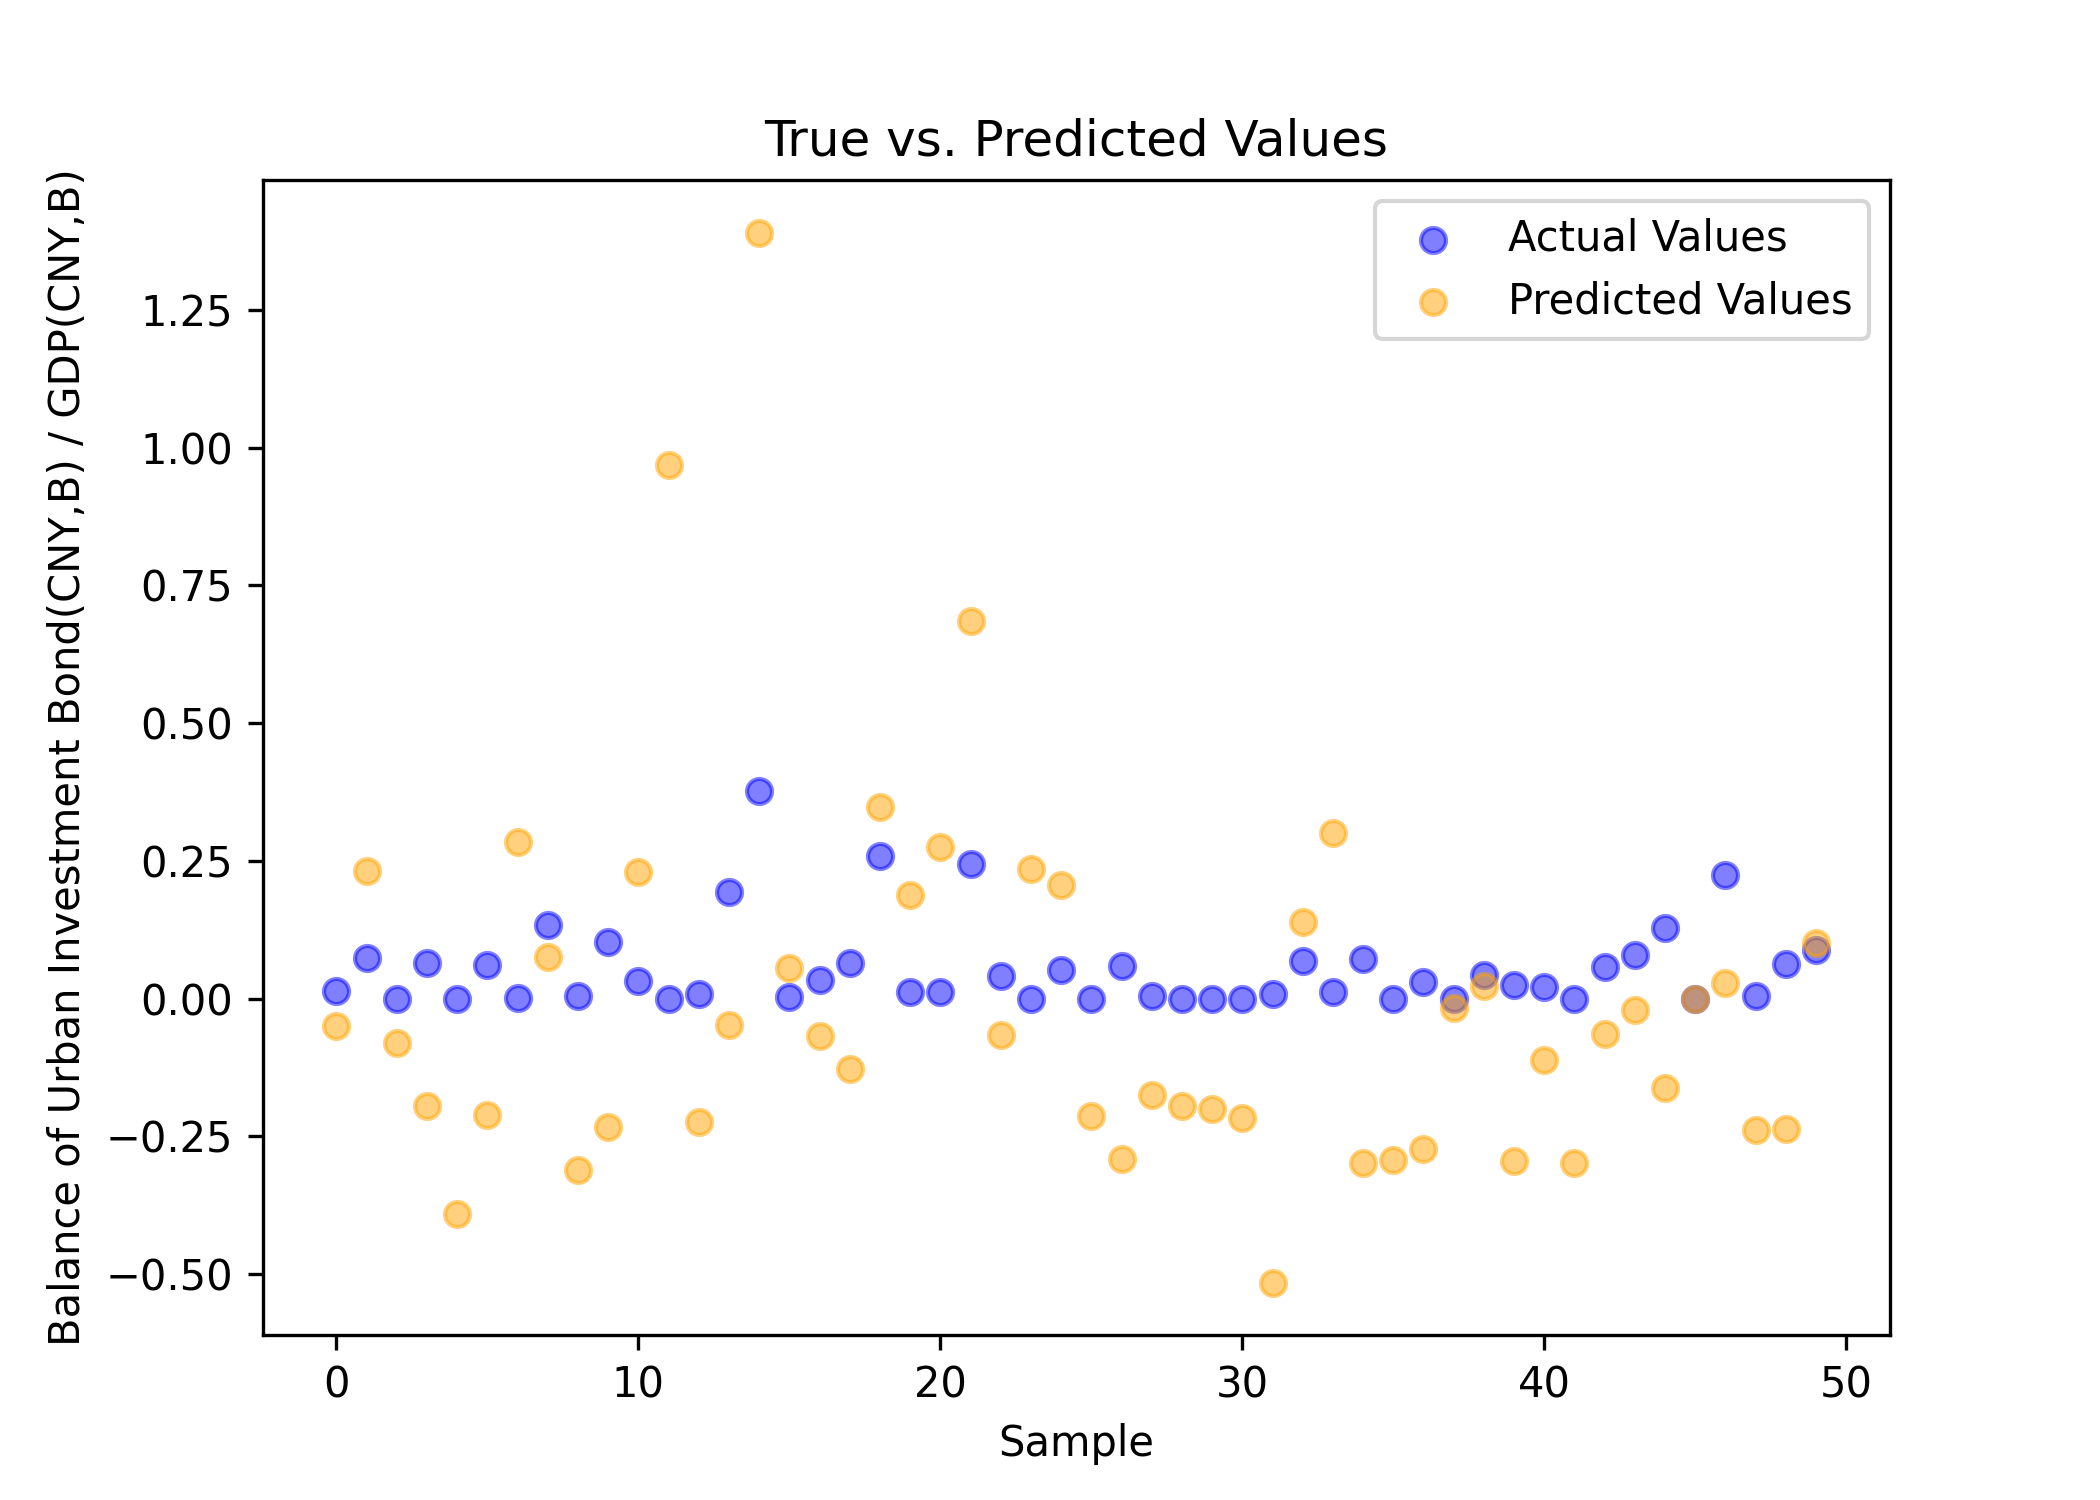 True vs. Predicted Values
Balance of Urban Investment Bond(CNY,B) / GDP(CNY,B)
Actual Values
Predicted Values
1.25
1.00
0.75
0.50
0.25
0.00
−0.25
−0.50
0 10 20 30 40 50
Sample